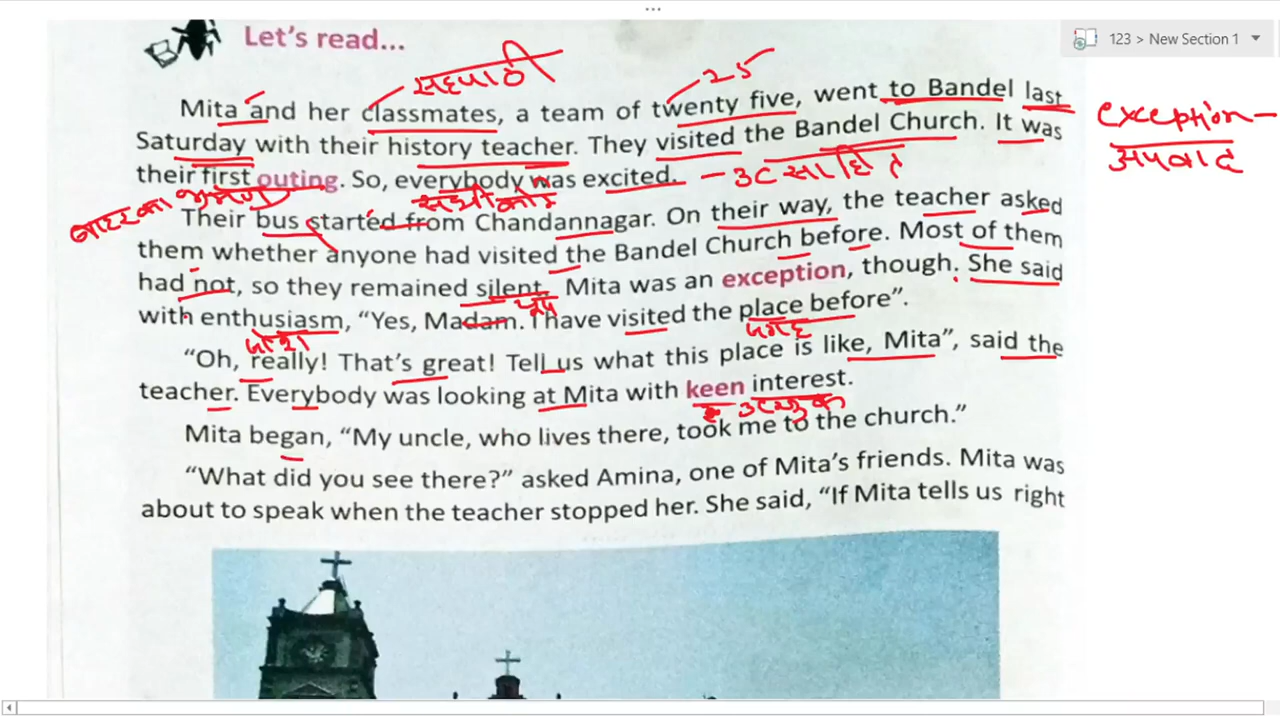 ...
123 > New Section 1
Let's read...
सहपाठी
25
Mita and her classmates, a team of twenty five, went to Bandel last
exception-
अपवाद
Saturday with their history teacher. They visited the Bandel Church. It was
their first outing. So, everybody was excited. - उत्साहित
Their bus started from Chandannagar. On their way, the teacher asked
them whether anyone had visited the Bandel Church before. Most of them
had not, so they remained silent. Mita was an exception, though. She said
चुप
with enthusiasm, "Yes, Madam. I have visited the place before".
जगह
"Oh, really! That's great! Tell us what this place is like, Mita", said the
teacher. Everybody was looking at Mita with keen interest.
उत्सुक
Mita began, "My uncle, who lives there, took me to the church."
"What did you see there?" asked Amina, one of Mita's friends. Mita was
about to speak when the teacher stopped her. She said, "If Mita tells us right